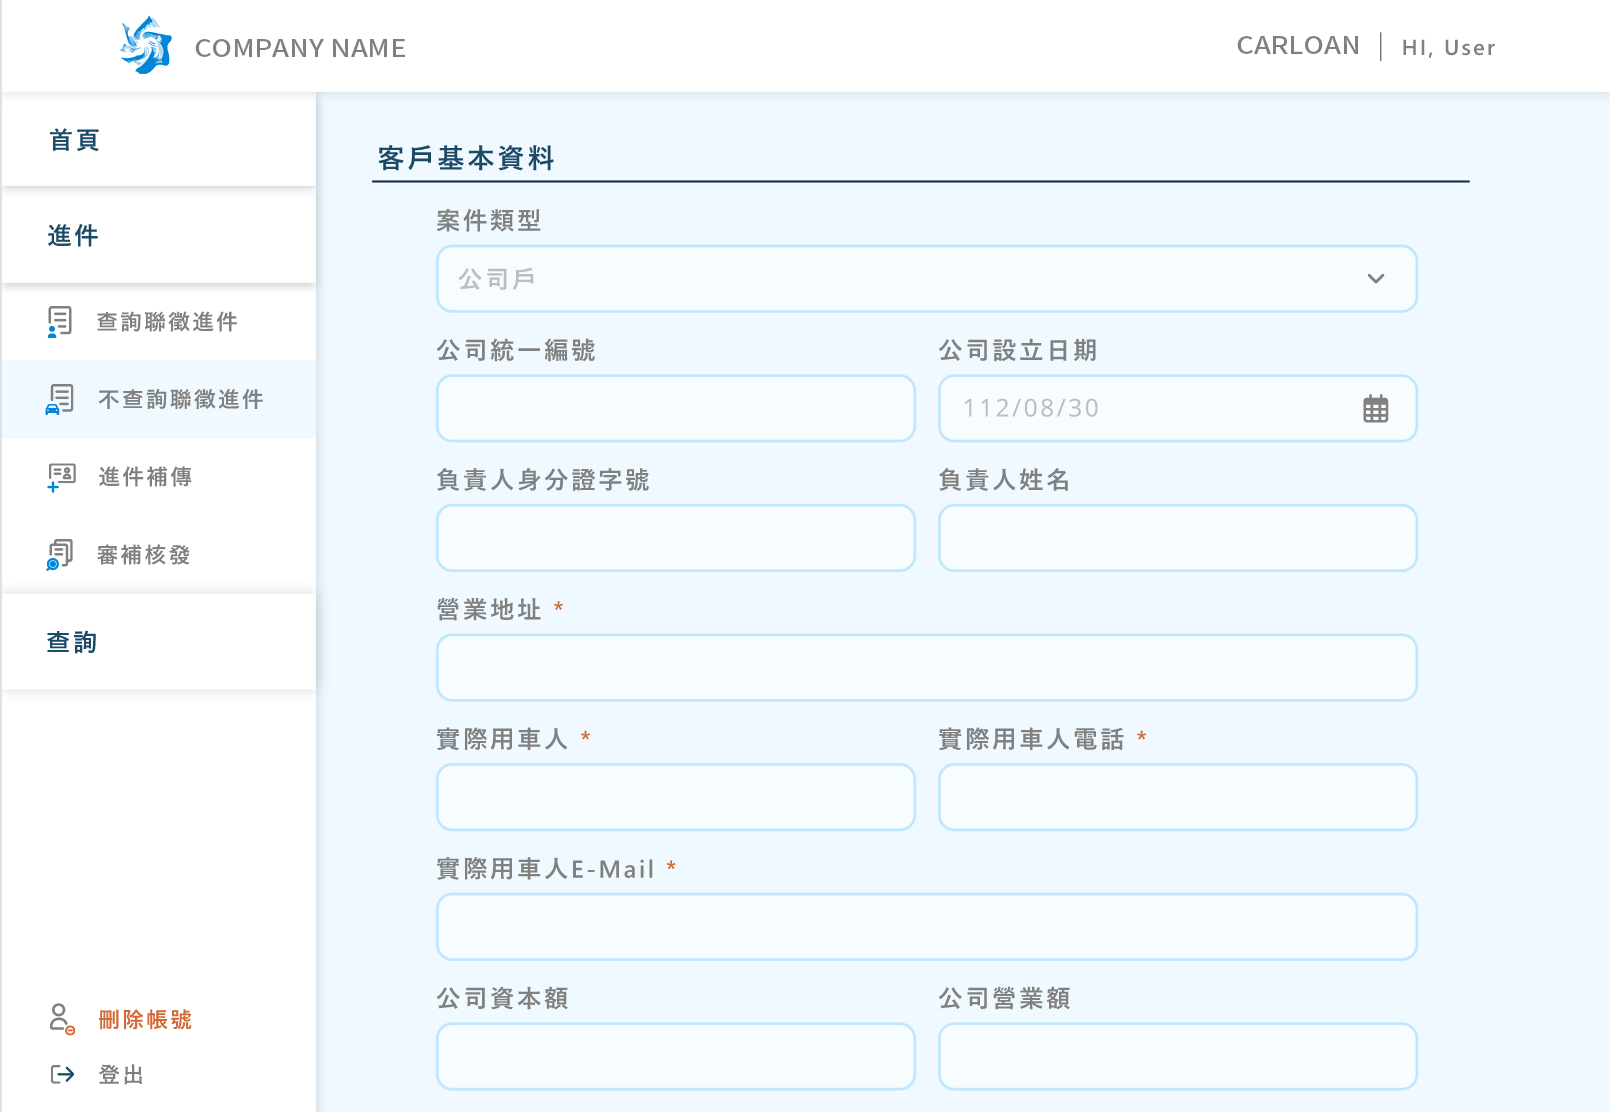 COMPANY NAME
CARLOAN
HI, User
首頁
進件
查詢聯徵進件
不查詢聯徵進件
進件補傳
審補核發
查詢
刪除帳號
登出
客戶基本資料
案件類型
公司戶
公司統一編號
公司設立日期
112/08/30
負責人身分證字號
負責人姓名
營業地址 *
實際用車人 *
實際用車人電話 *
實際用車人E-Mail *
公司資本額
公司營業額